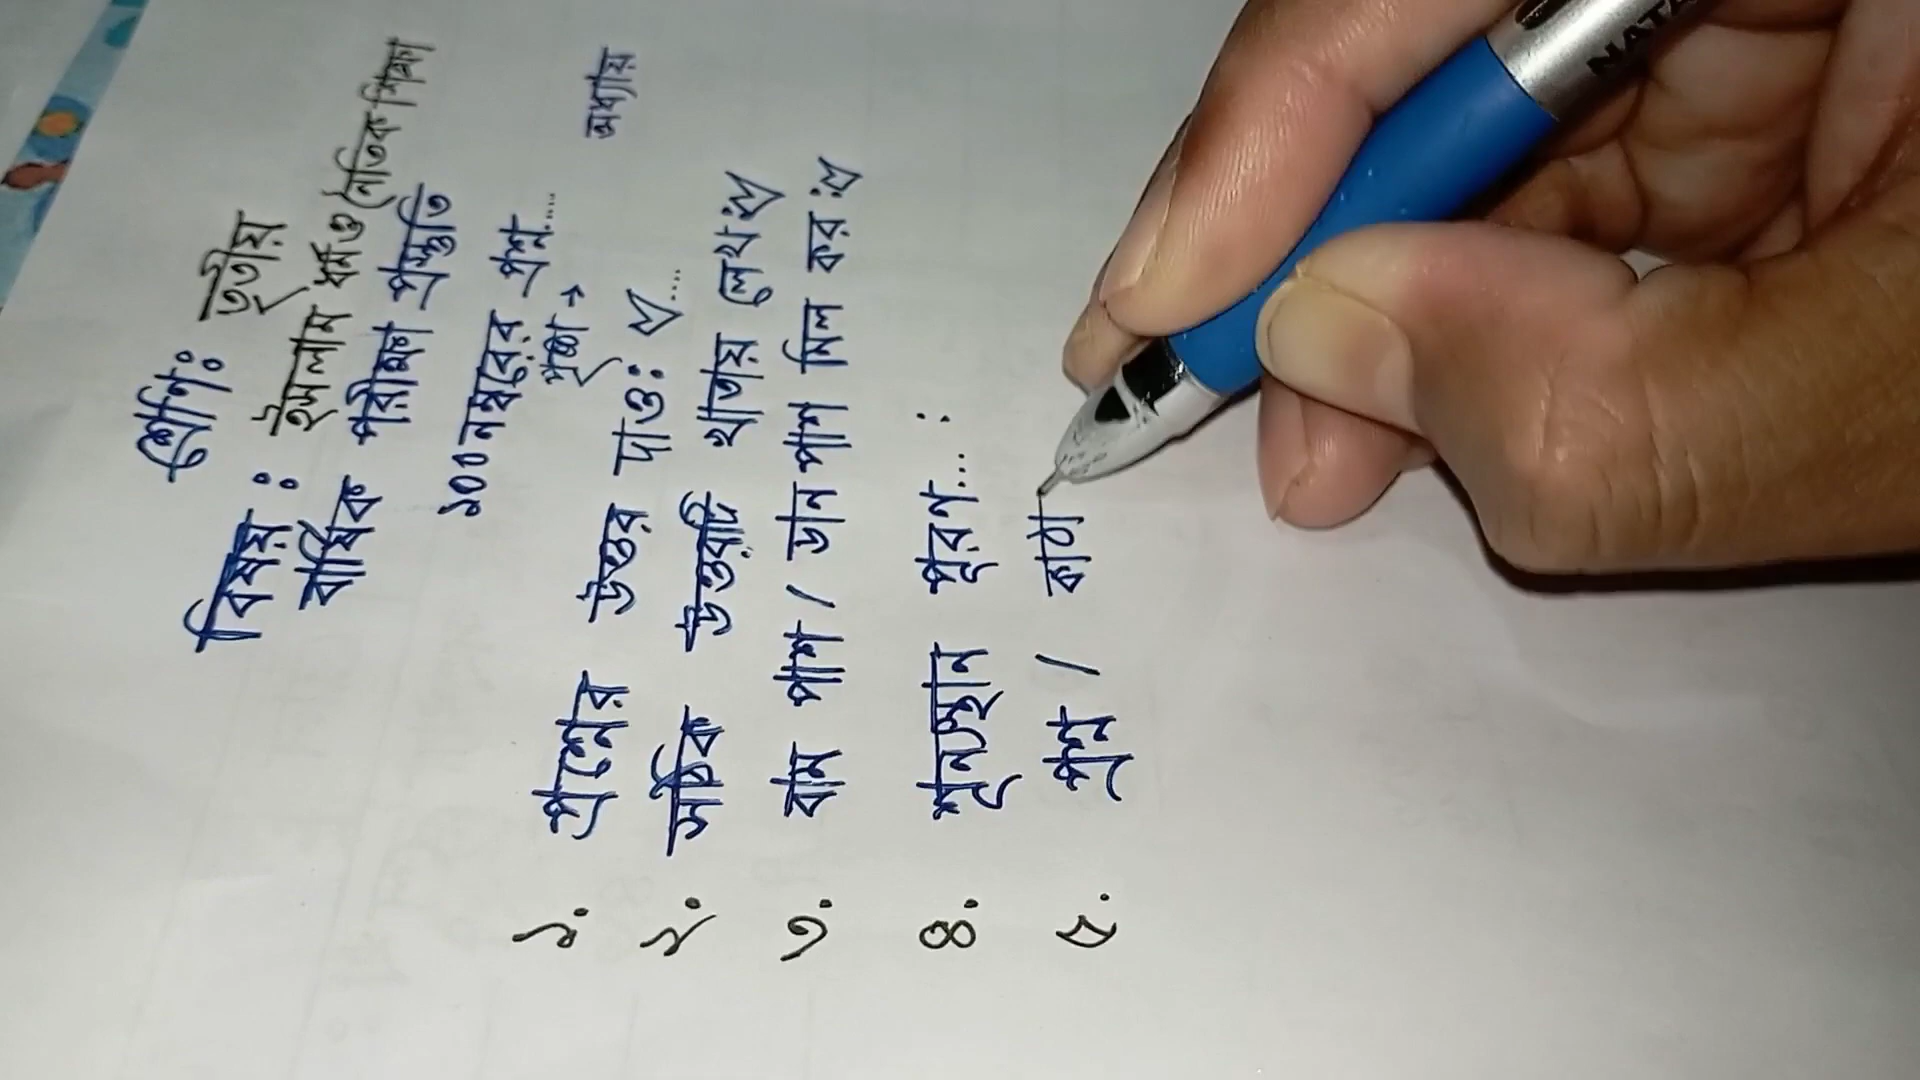 শ্রেণি: তৃতীয়
বিষয়: ইসলাম ধর্ম ও নৈতিক শিক্ষা
বার্ষিক পরীক্ষা প্রস্তুতি
১০০ নম্বরের প্রশ্ন....
পৃষ্ঠা → অধ্যায়
১. প্রশ্নের উত্তর দাও: ....
২. সঠিক উত্তরটি খাতায় লেখ:
৩. বাম পাশ / ডান পাশ মিল কর:
৪. শূন্যস্থান পূরণ...:
৫. শুদ্ধ /
NATA